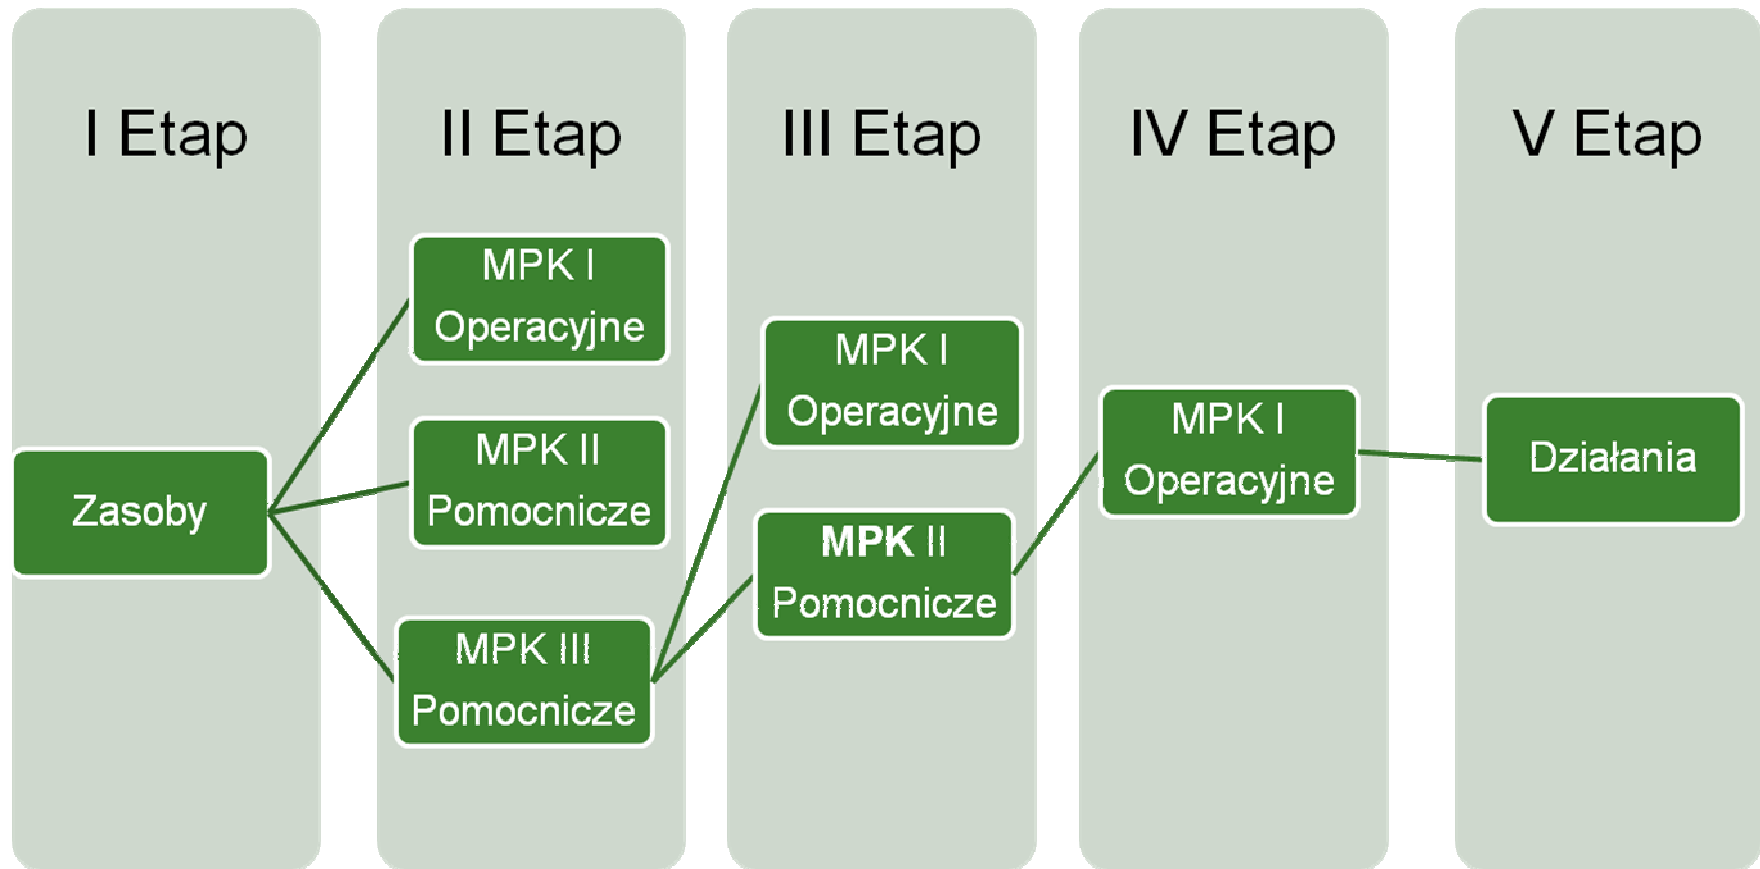 I Etap
II Etap
III Etap
IV Etap
V Etap
Zasoby
MPK I
Operacyjne
MPK II
Pomocnicze
MPK III
Pomocnicze
MPK I
Operacyjne
MPK II
Pomocnicze
MPK I
Operacyjne
Działania